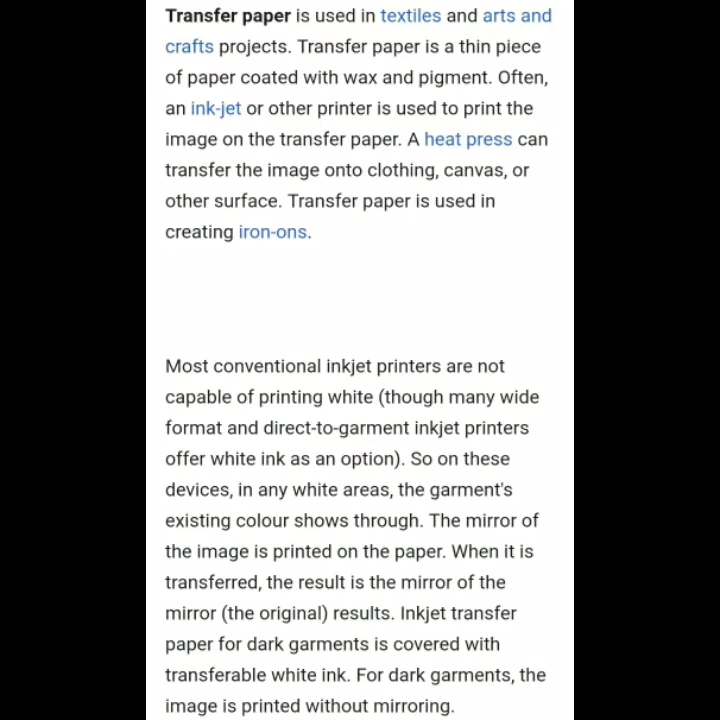 Transfer paper is used in textiles and arts and
crafts projects. Transfer paper is a thin piece
of paper coated with wax and pigment. Often,
an ink-jet or other printer is used to print the
image on the transfer paper. A heat press can
transfer the image onto clothing, canvas, or
other surface. Transfer paper is used in
creating iron-ons.
Most conventional inkjet printers are not
capable of printing white (though many wide
format and direct-to-garment inkjet printers
offer white ink as an option). So on these
devices, in any white areas, the garment's
existing colour shows through. The mirror of
the image is printed on the paper. When it is
transferred, the result is the mirror of the
mirror (the original) results. Inkjet transfer
paper for dark garments is covered with
transferable white ink. For dark garments, the
image is printed without mirroring.